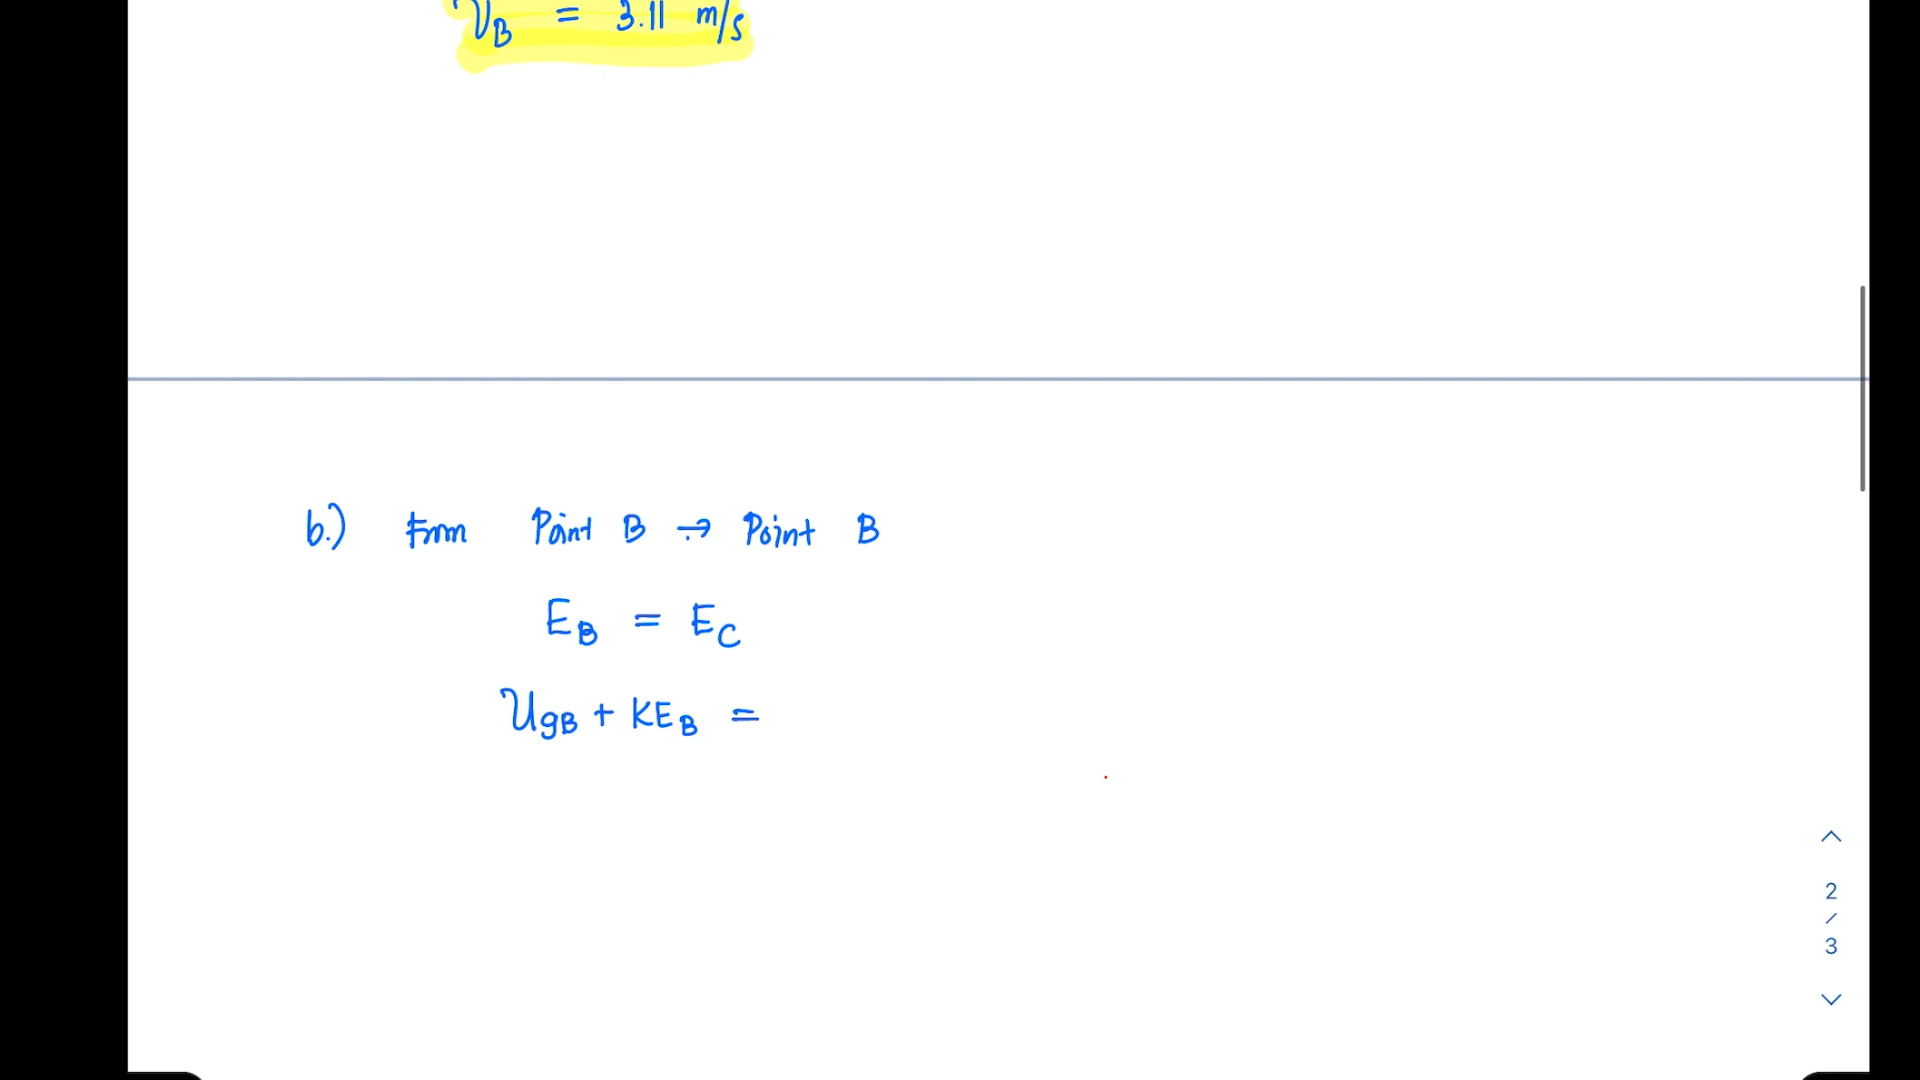 V_B = 3.11 m/s
b.) From Point B → Point B
E_B = E_C
U_gB + KE_B =
2
/
3